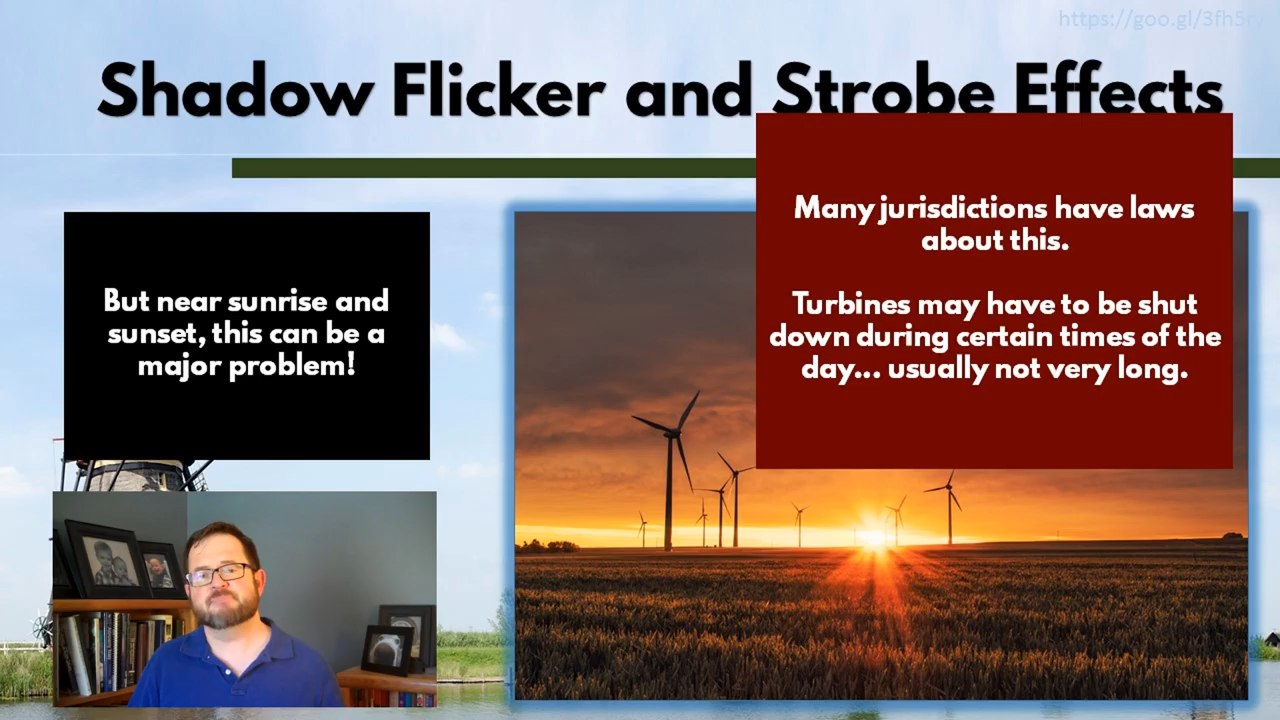 https://goo.gl/3fh5
Shadow Flicker and Strobe Effects
But near sunrise and
sunset, this can be a
major problem!
Many jurisdictions have laws
about this.
Turbines may have to be shut
down during certain times of the
day... usually not very long.